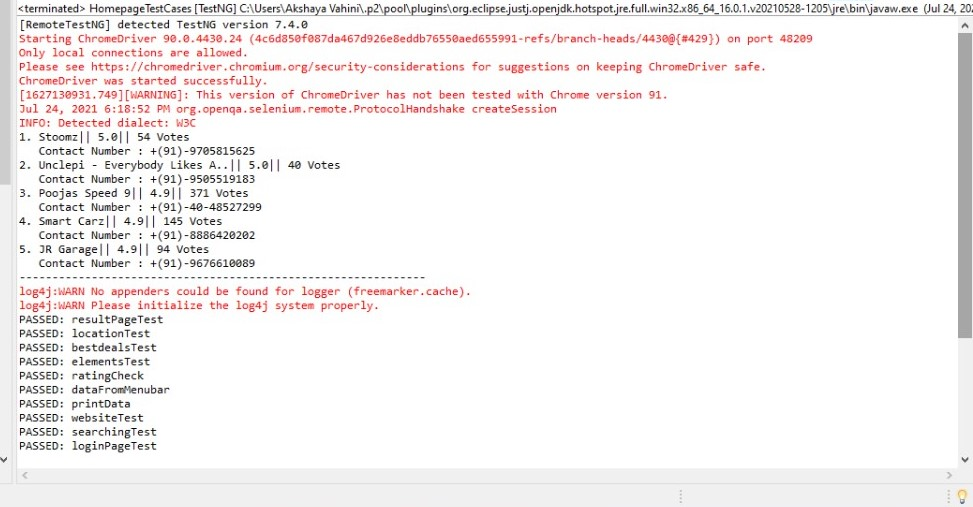 <terminated> HomepageTestCases [TestNG] C:\Users\Akshaya Vahini\.p2\pool\plugins\org.eclipse.justj.openjdk.hotspot.jre.full.win32.x86_64_16.0.1.v20210528-1205\jre\bin\javaw.exe (Jul 24, 202
[RemoteTestNG] detected TestNG version 7.4.0
Starting ChromeDriver 90.0.4430.24 (4c6d850f087da467d926e8eddb76550aed655991-refs/branch-heads/4430@{#429}) on port 48209
Only local connections are allowed.
Please see https://chromedriver.chromium.org/security-considerations for suggestions on keeping ChromeDriver safe.
ChromeDriver was started successfully.
[1627130931.749][WARNING]: This version of ChromeDriver has not been tested with Chrome version 91.
Jul 24, 2021 6:18:52 PM org.openqa.selenium.remote.ProtocolHandshake createSession
INFO: Detected dialect: W3C
1. Stoomz|| 5.0|| 54 Votes
Contact Number : +(91)-9705815625
2. Unclepi - Everybody Likes A..|| 5.0|| 40 Votes
Contact Number : +(91)-9505519183
3. Poojas Speed 9|| 4.9|| 371 Votes
Contact Number : +(91)-40-48527299
4. Smart Carz|| 4.9|| 145 Votes
Contact Number : +(91)-8886420202
5. JR Garage|| 4.9|| 94 Votes
Contact Number : +(91)-9676610089
--------------------------------------------------------------
log4j:WARN No appenders could be found for logger (freemarker.cache).
log4j:WARN Please initialize the log4j system properly.
PASSED: resultPageTest
PASSED: locationTest
PASSED: bestdealsTest
PASSED: elementsTest
PASSED: ratingCheck
PASSED: dataFromMenubar
PASSED: printData
PASSED: websiteTest
PASSED: searchingTest
PASSED: loginPageTest